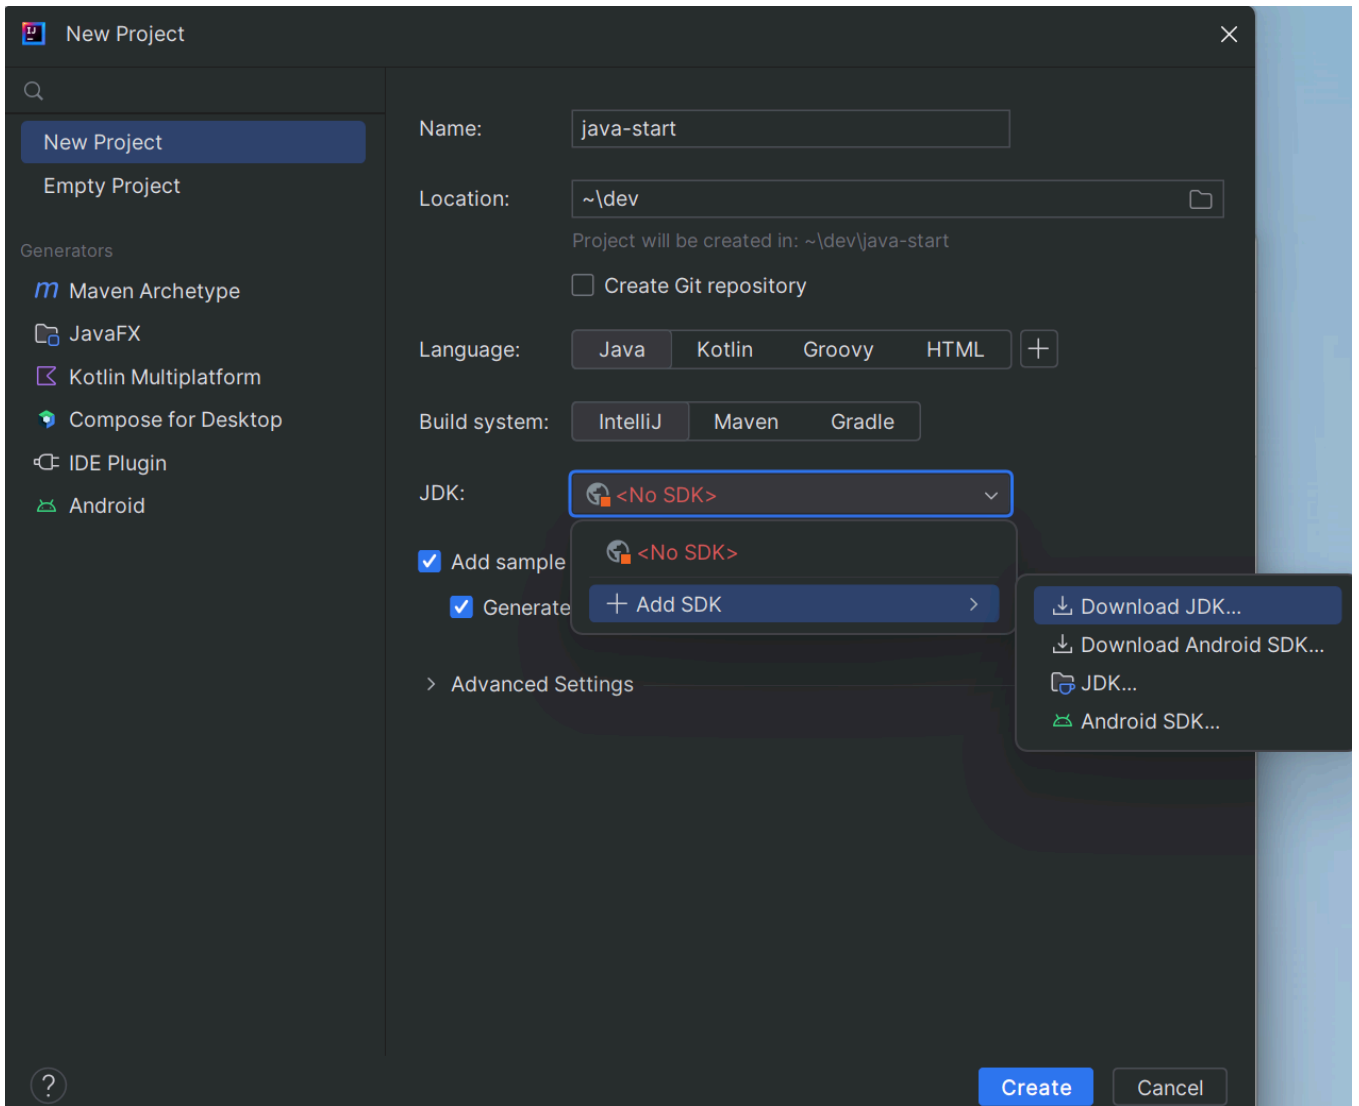 New Project
New Project
Empty Project
Generators
Maven Archetype
JavaFX
Kotlin Multiplatform
Compose for Desktop
IDE Plugin
Android
Name:
java-start
Location:
~\dev
Project will be created in: ~\dev\java-start
Create Git repository
Language:
Java Kotlin Groovy HTML
Build system:
IntelliJ Maven Gradle
JDK:
<No SDK>
<No SDK>
Add sample
Generate
Add SDK
Download JDK...
Download Android SDK...
JDK...
Android SDK...
Advanced Settings
?
Create Cancel